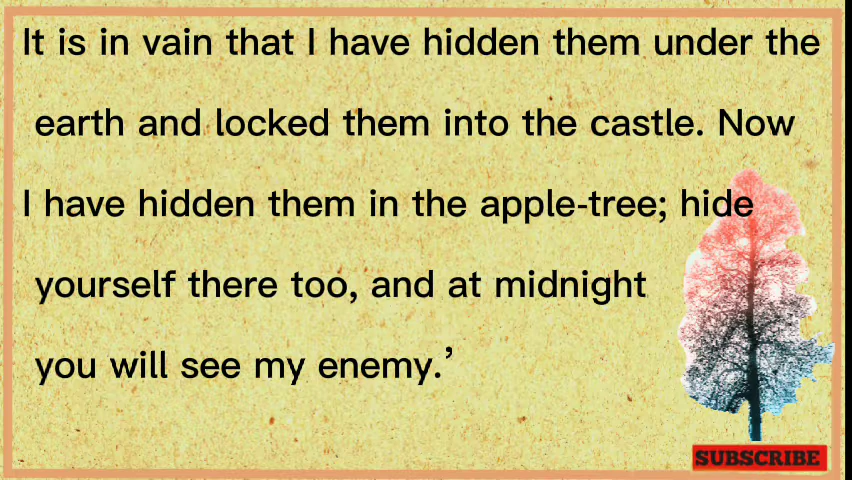 It is in vain that I have hidden them under the
earth and locked them into the castle. Now
I have hidden them in the apple-tree; hide
yourself there too, and at midnight
you will see my enemy.’
SUBSCRIBE